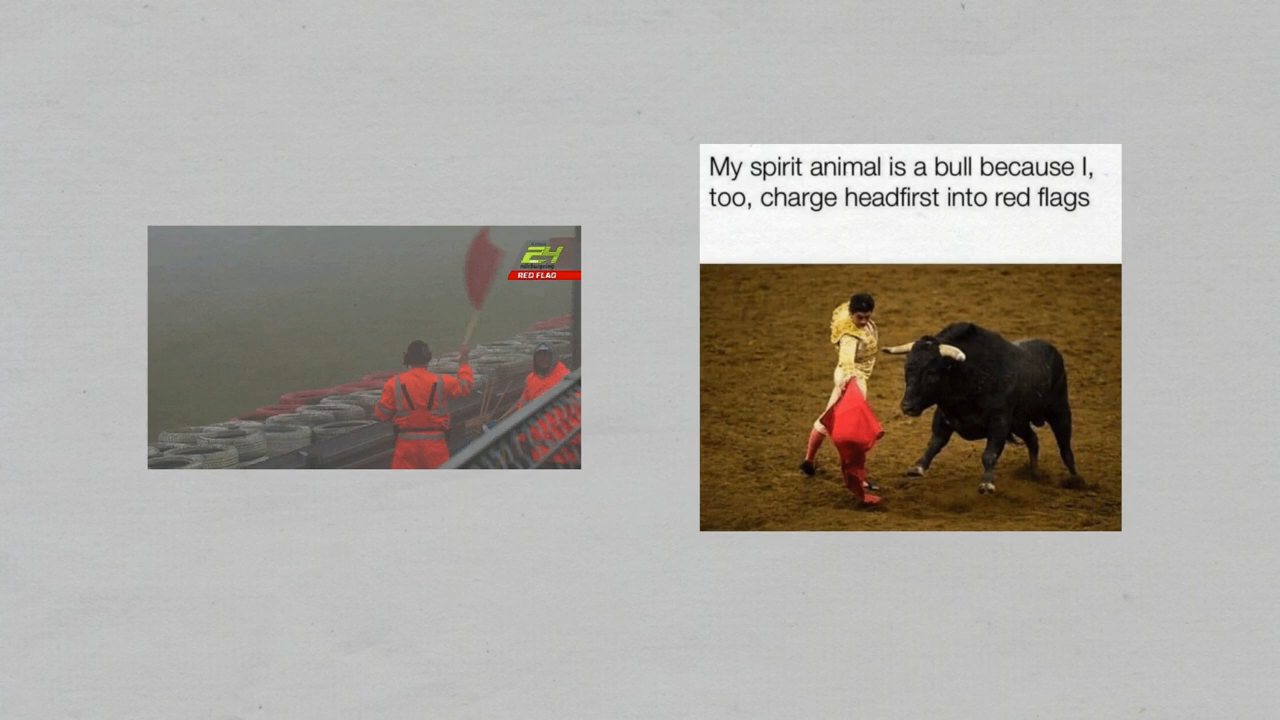 24
RED FLAG
My spirit animal is a bull because I,
too, charge headfirst into red flags